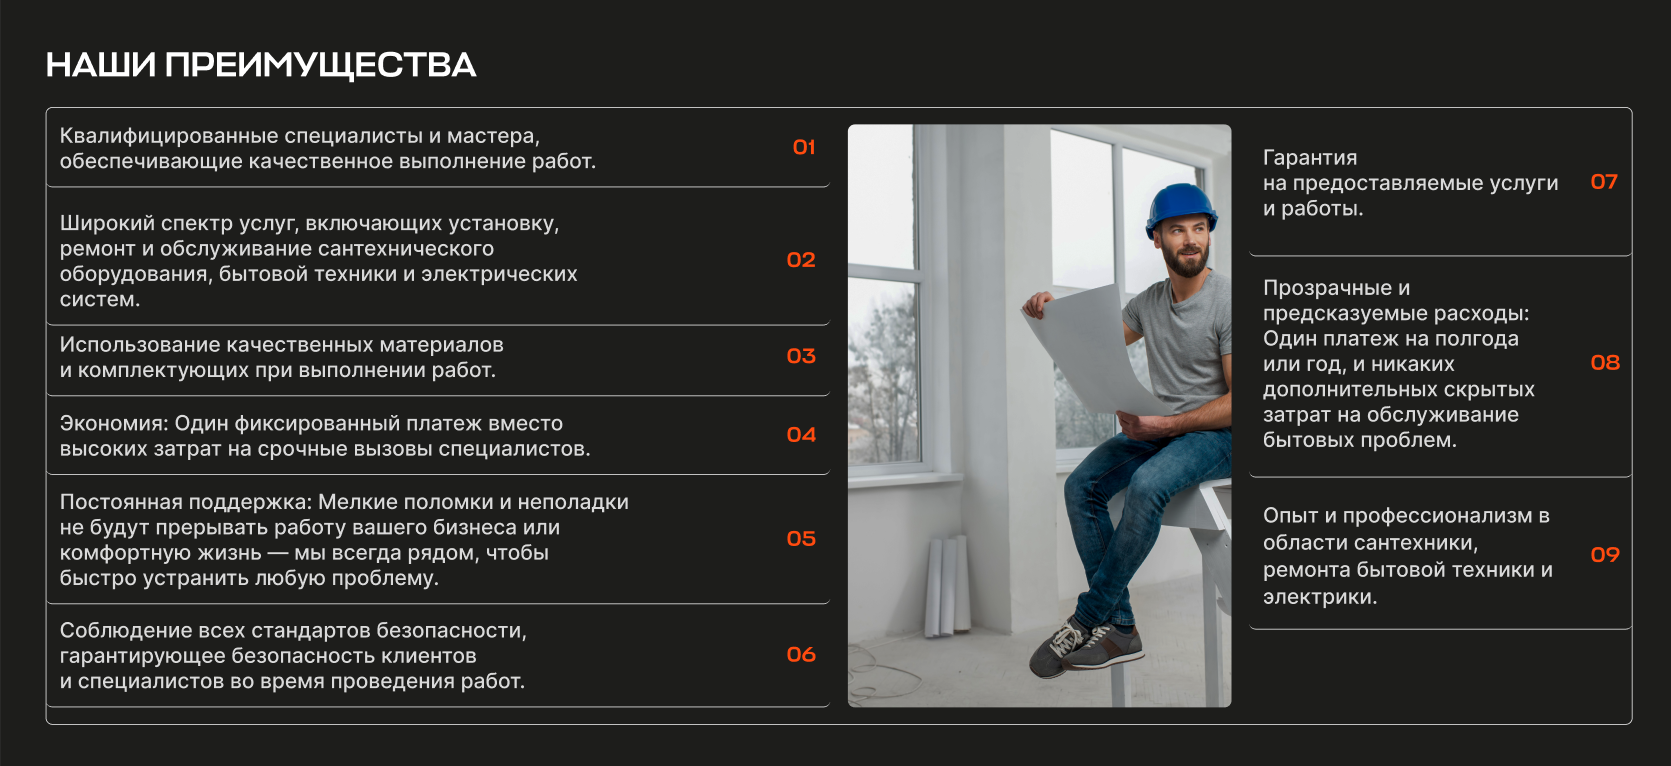 НАШИ ПРЕИМУЩЕСТВА
Квалифицированные специалисты и мастера,
обеспечивающие качественное выполнение работ.
01
Широкий спектр услуг, включающих установку,
ремонт и обслуживание сантехнического
оборудования, бытовой техники и электрических
систем.
02
Использование качественных материалов
и комплектующих при выполнении работ.
03
Экономия: Один фиксированный платеж вместо
высоких затрат на срочные вызовы специалистов.
04
Постоянная поддержка: Мелкие поломки и неполадки
не будут прерывать работу вашего бизнеса или
комфортную жизнь — мы всегда рядом, чтобы
быстро устранить любую проблему.
05
Соблюдение всех стандартов безопасности,
гарантирующее безопасность клиентов
и специалистов во время проведения работ.
06
Гарантия
на предоставляемые услуги
и работы.
07
Прозрачные и
предсказуемые расходы:
Один платеж на полгода
или год, и никаких
дополнительных скрытых
затрат на обслуживание
бытовых проблем.
08
Опыт и профессионализм в
области сантехники,
ремонта бытовой техники и
электрики.
09